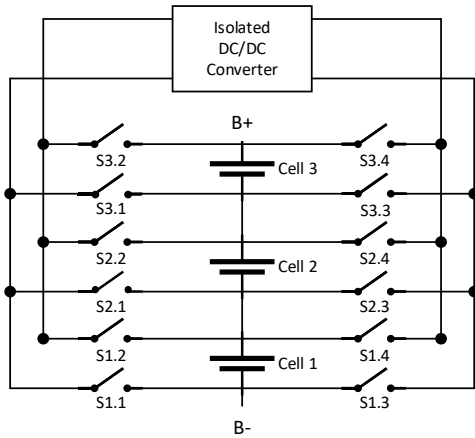 Isolated
DC/DC
Converter
B+
S3.2
S3.4
Cell 3
S3.1
S3.3
S2.2
S2.4
Cell 2
S2.1
S2.3
S1.2
S1.4
Cell 1
S1.1
S1.3
B-